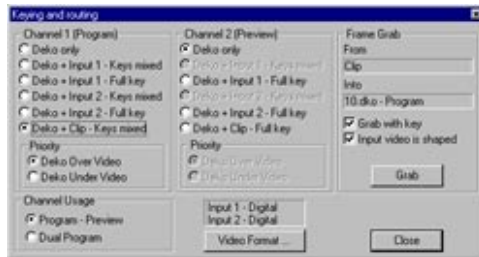 Keying and routing
Channel 1 (Program)
Deko only
Deko + Input 1 - Keys mixed
Deko + Input 1 - Full key
Deko + Input 2 - Keys mixed
Deko + Input 2 - Full key
Deko + Clip - Keys mixed
Priority
Deko Over Video
Deko Under Video
Channel 2 (Preview)
Deko only
Deko + Input 1 - Keys mixed
Deko + Input 1 - Full key
Deko + Input 2 - Keys mixed
Deko + Input 2 - Full key
Deko + Clip - Full key
Priority
Deko Over Video
Deko Under Video
Frame Grab
From
Clip
Into
10.dko - Program
Grab with key
Input video is shaped
Grab
Channel Usage
Program - Preview
Dual Program
Input 1 - Digital
Input 2 - Digital
Video Format ...
Close